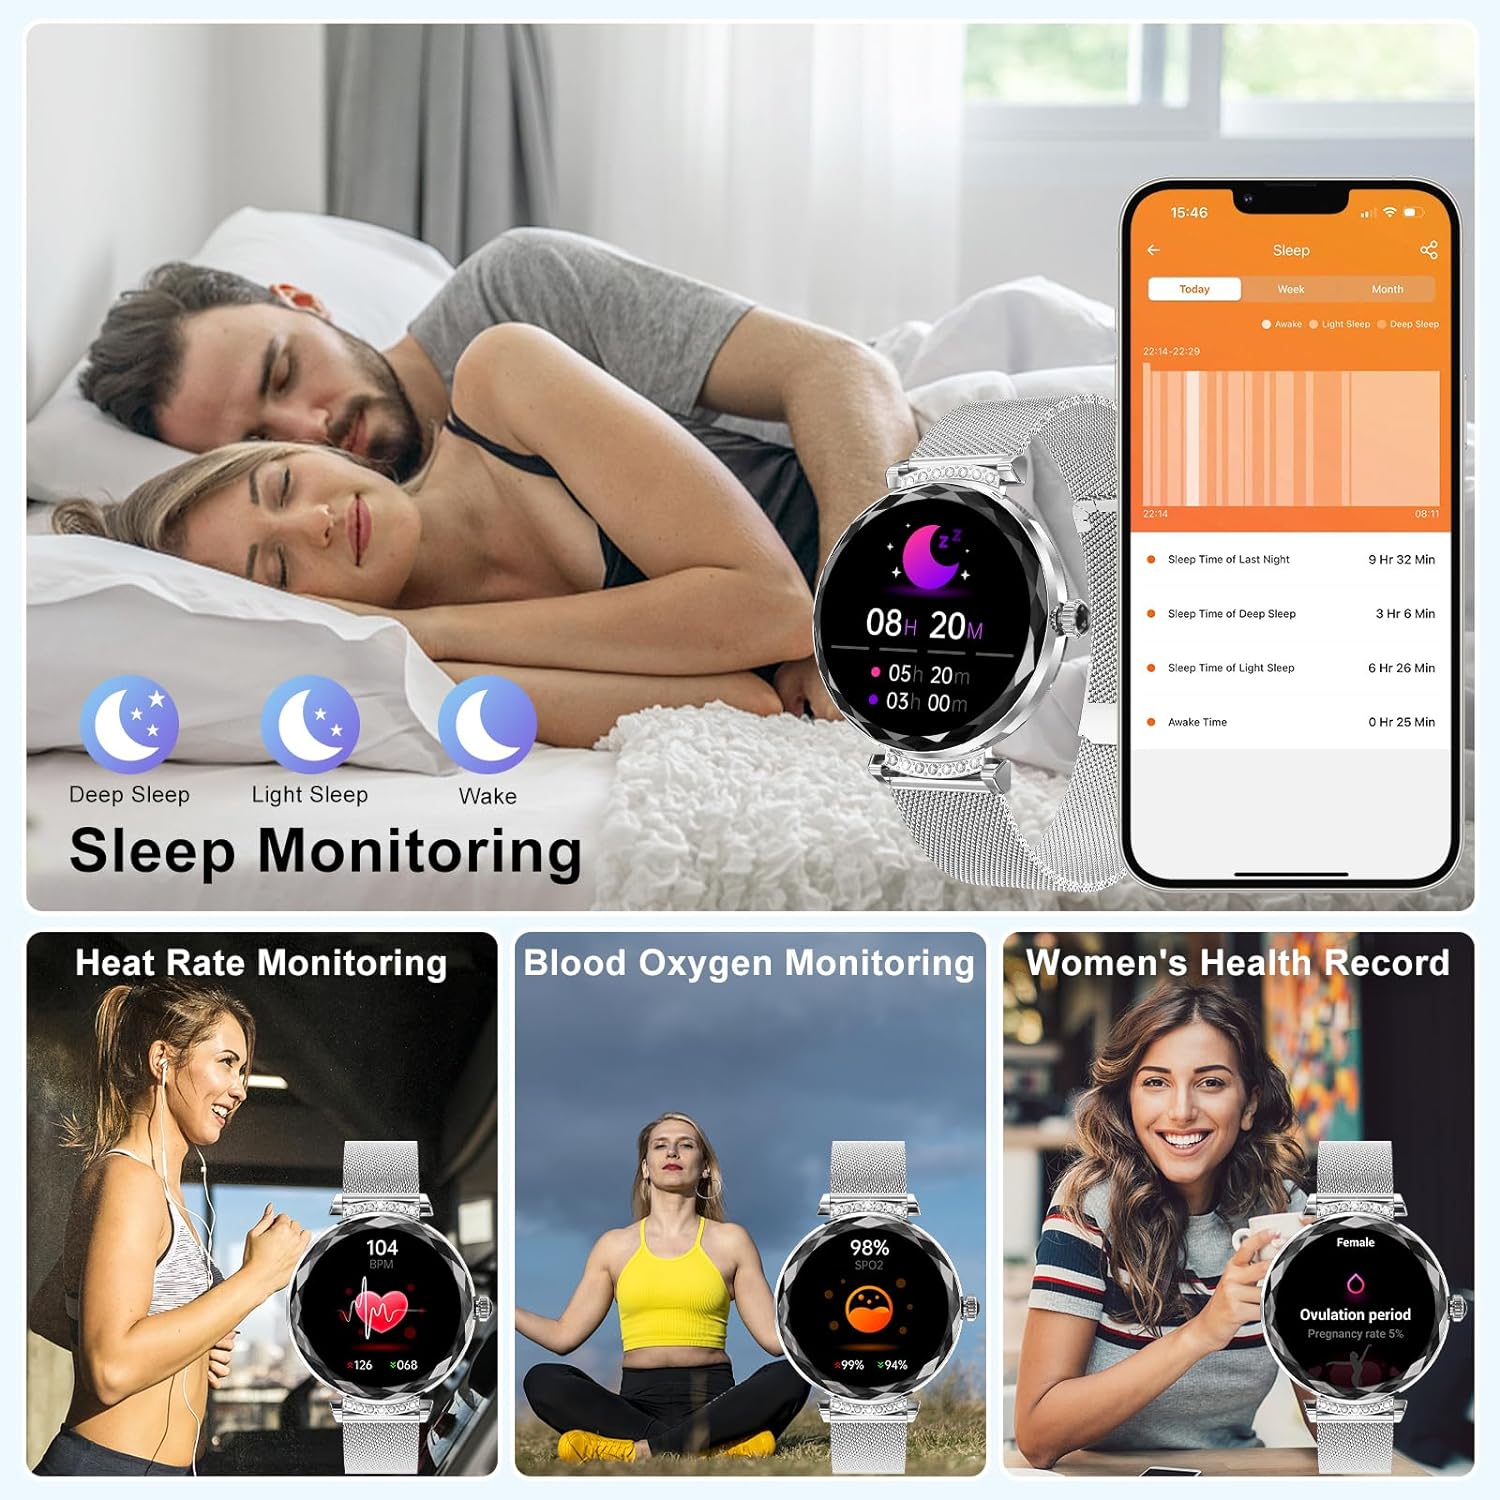 15:46
Sleep
Today Week Month
Awake Light Sleep Deep Sleep
22:14-22:29
22:14 08:11
Sleep Time of Last Night 9 Hr 32 Min
Sleep Time of Deep Sleep 3 Hr 6 Min
Sleep Time of Light Sleep 6 Hr 26 Min
Awake Time 0 Hr 25 Min
z z
08H 20M
05h 20m
03h 00m
Deep Sleep Light Sleep Wake
Sleep Monitoring
Heat Rate Monitoring
104
BPM
126 068
Blood Oxygen Monitoring
98%
SPO2
99% 94%
Women's Health Record
Female
Ovulation period
Pregnancy rate 5%